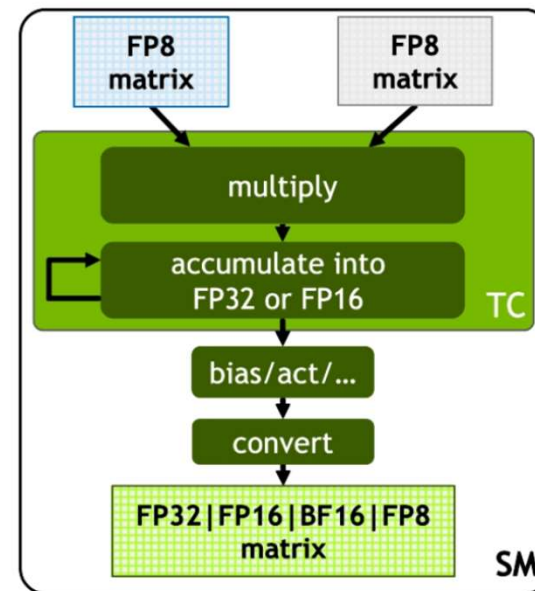 FP8
matrix
FP8
matrix
multiply
accumulate into
FP32 or FP16
TC
bias/act/...
convert
FP32|FP16|BF16|FP8
matrix
SM